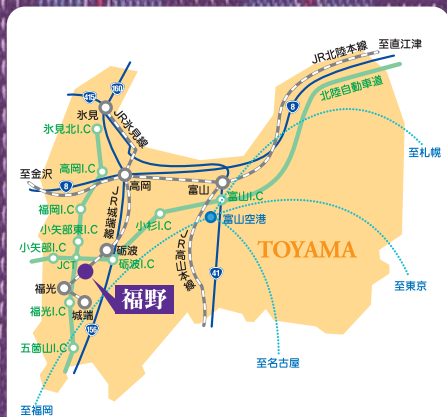 JR北陸本線
至直江津
160
415
北陸自動車道
氷見
JR氷見線
8
氷見北I.C
至札幌
高岡I.C
至金沢
8
高岡
富山
富山I.C
福岡I.C
JR城端線
小杉I.C
富山空港
小矢部東I.C
JR高山本線
小矢部I.C
砺波
TOYAMA
JCT
砺波I.C
41
至東京
福光
福野
福光I.C
城端
156
五箇山I.C
至名古屋
至福岡